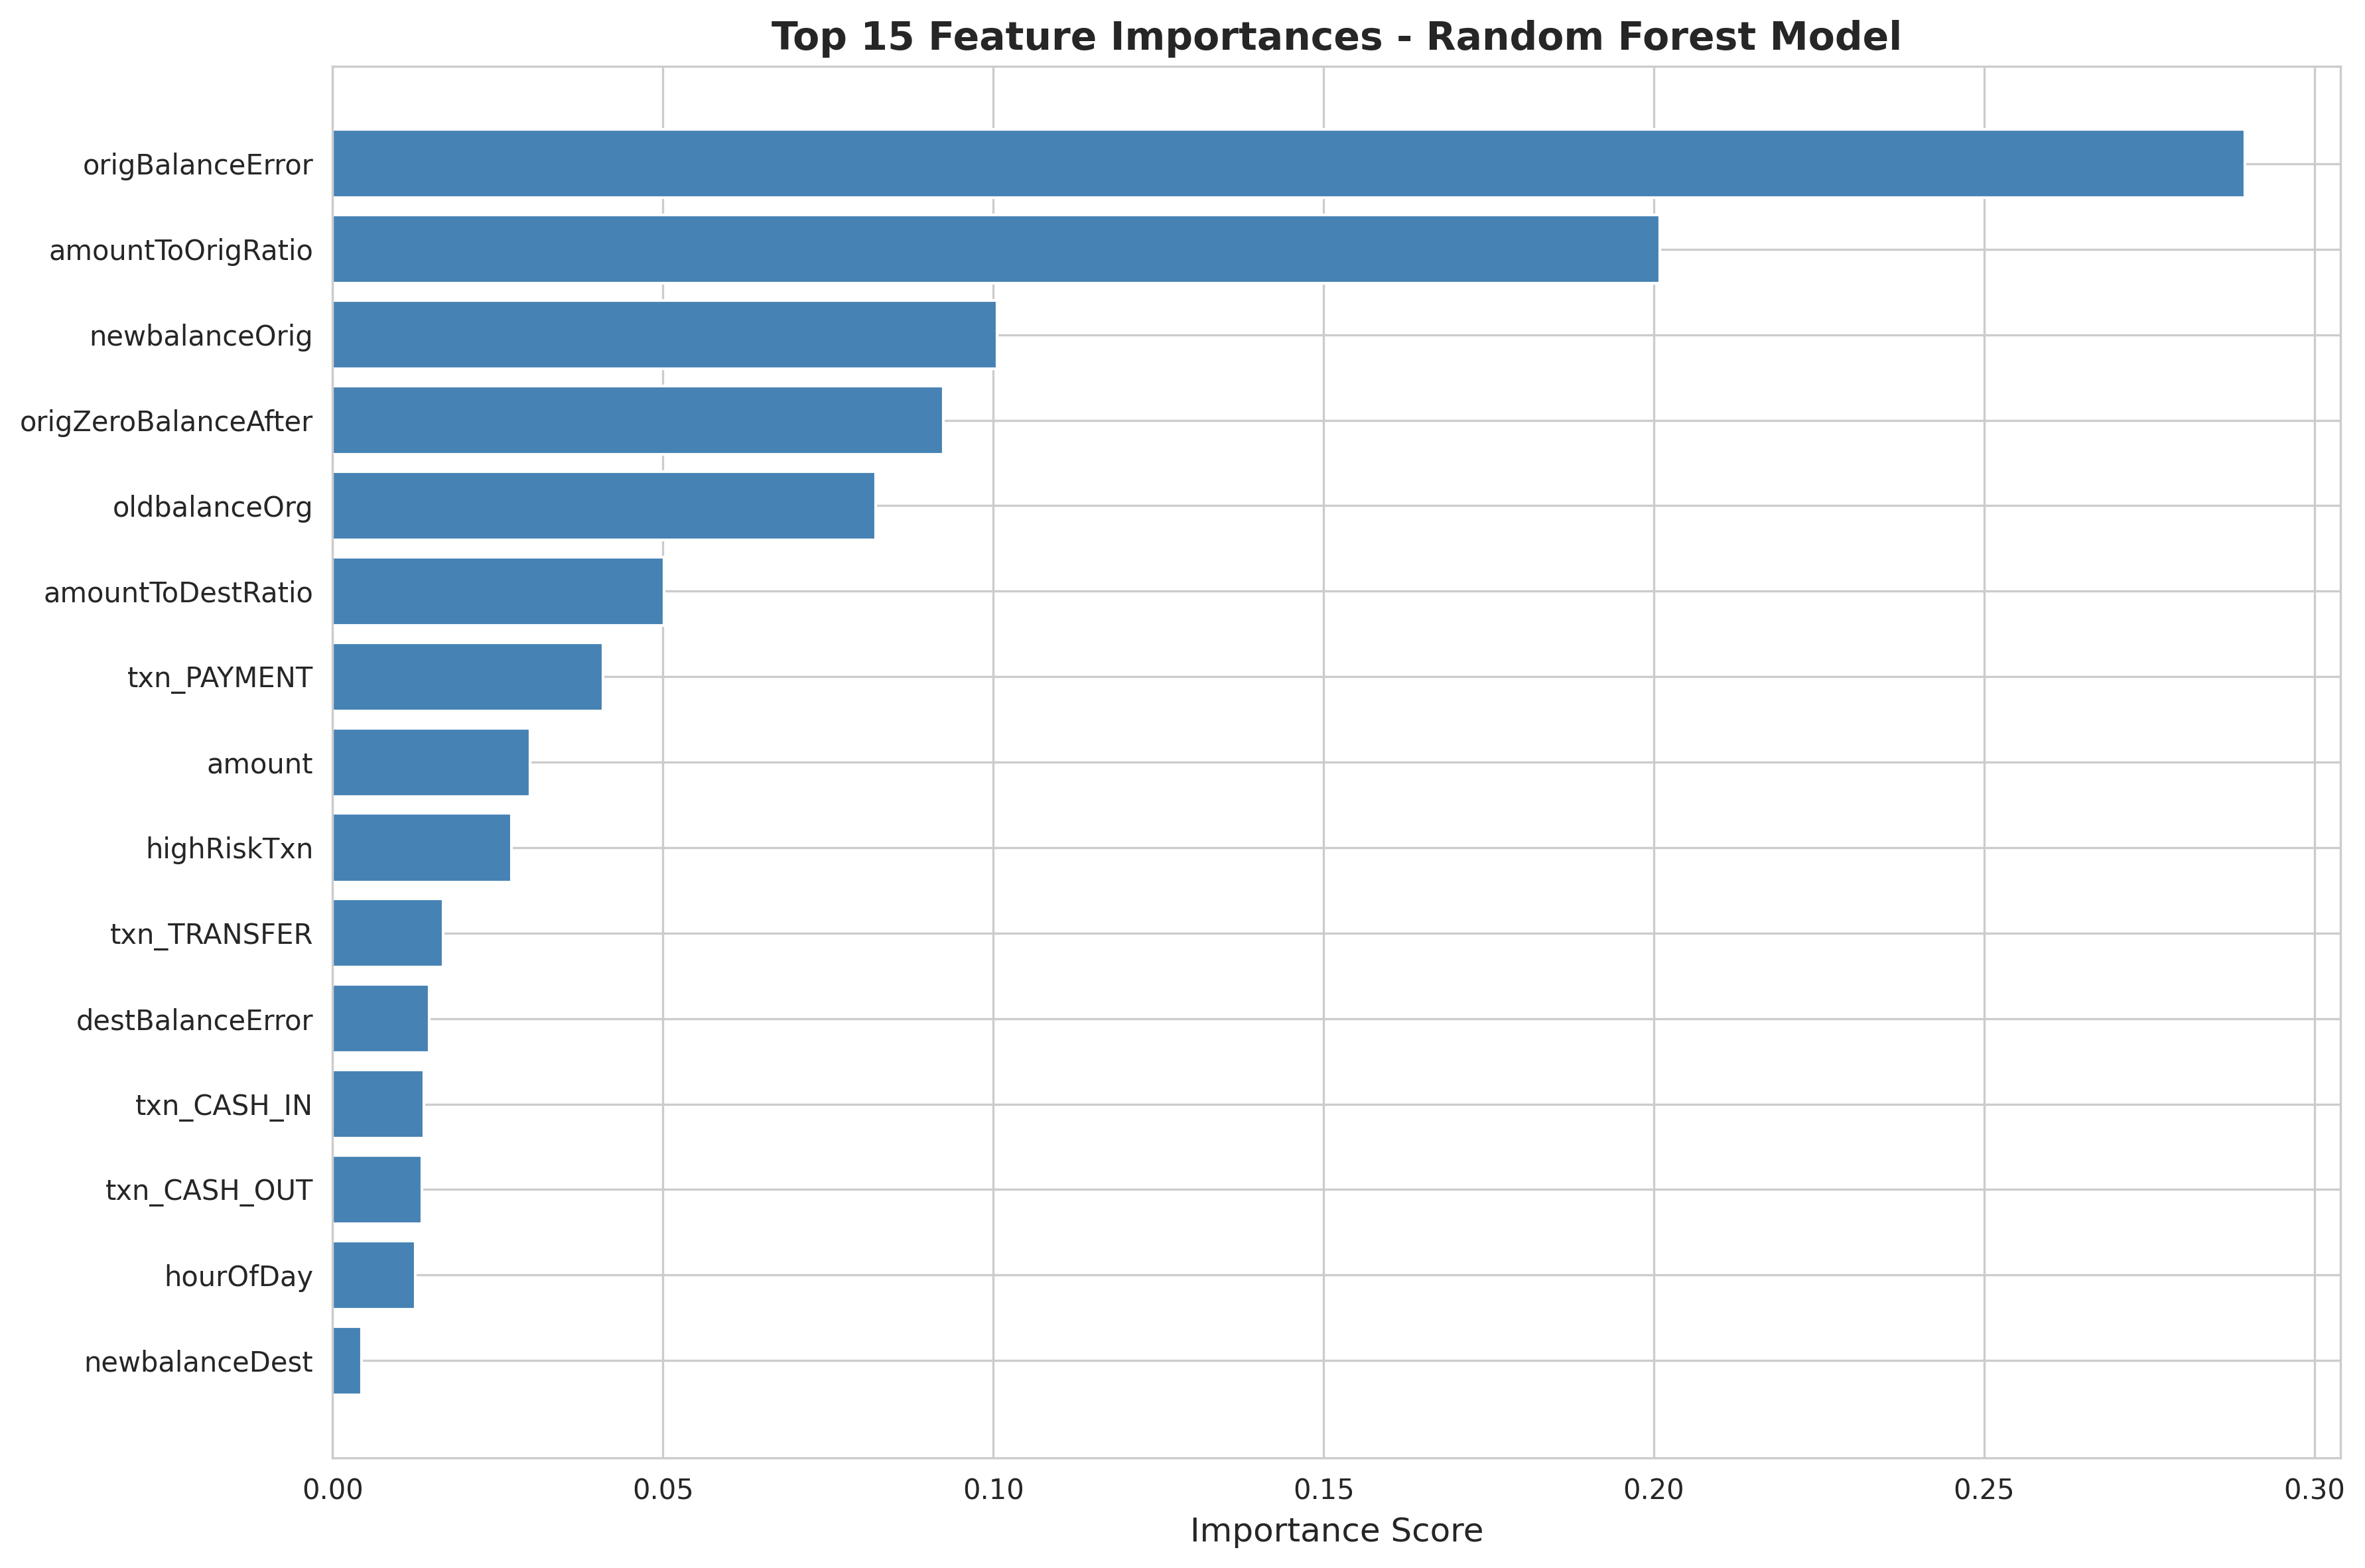 Top 15 Feature Importances - Random Forest Model
origBalanceError
amountToOrigRatio
newbalanceOrig
origZeroBalanceAfter
oldbalanceOrg
amountToDestRatio
txn_PAYMENT
amount
highRiskTxn
txn_TRANSFER
destBalanceError
txn_CASH_IN
txn_CASH_OUT
hourOfDay
newbalanceDest
0.00 0.05 0.10 0.15 0.20 0.25 0.30
Importance Score